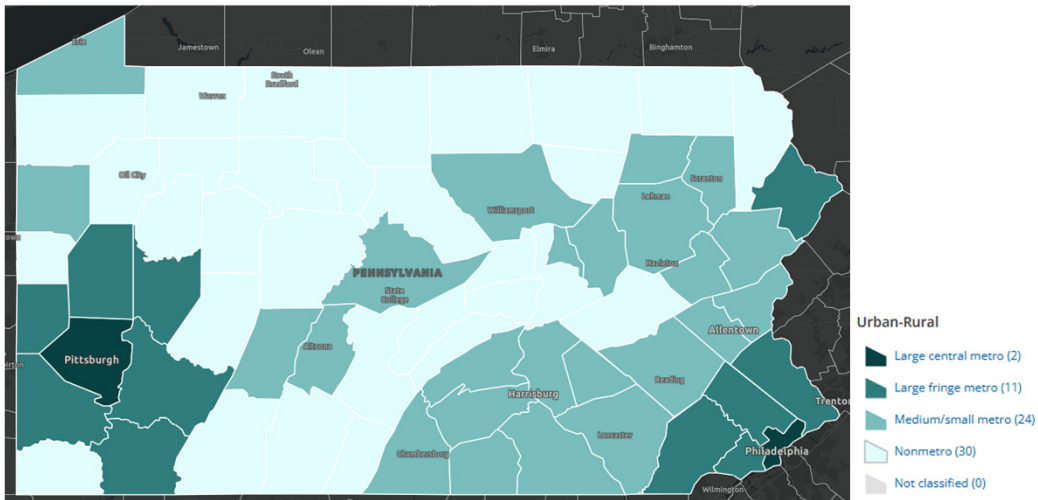 Erie
Jamestown
Olean
Elmira
Binghamton
South
Bradford
Warren
Oil City
Scranton
Lehman
Williamsport
Hazleton
PENNSYLVANIA
State
College
Pittsburgh
Altoona
Allentown
Reading
Harrisburg
Trenton
Lancaster
Chambersburg
Philadelphia
Wilmington
Urban-Rural
Large central metro (2)
Large fringe metro (11)
Medium/small metro (24)
Nonmetro (30)
Not classified (0)